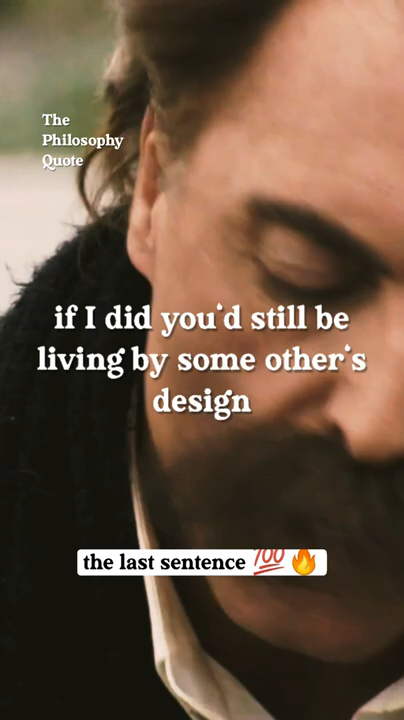 The
Philosophy
Quote
if I did you'd still be
living by some other's
design
the last sentence 💯 🔥